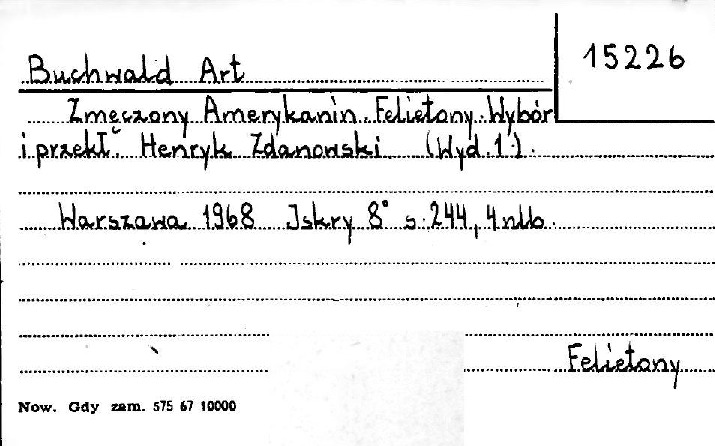 15226
Buchwald Art
Zmęczony Amerykanin. Felietony. Wybór
i przekł. Henryk Zdanowski (Wyd. 1.).
Warszawa 1968 Iskry 8° s. 244, 4 nlb.
Felietony
Now. Gdy zam. 575 67 10000